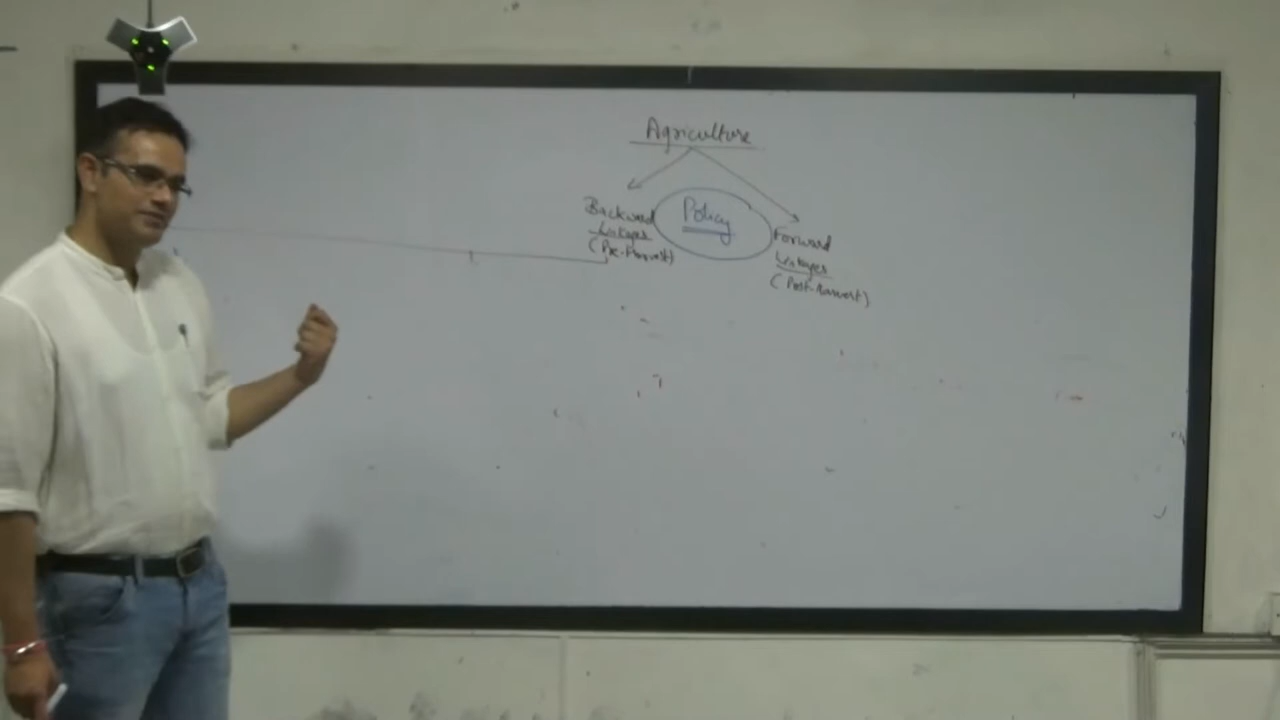 Agriculture
Backward
Linkages
(Pre-Harvest)
Policy
Forward
Linkages
(Post-Harvest)